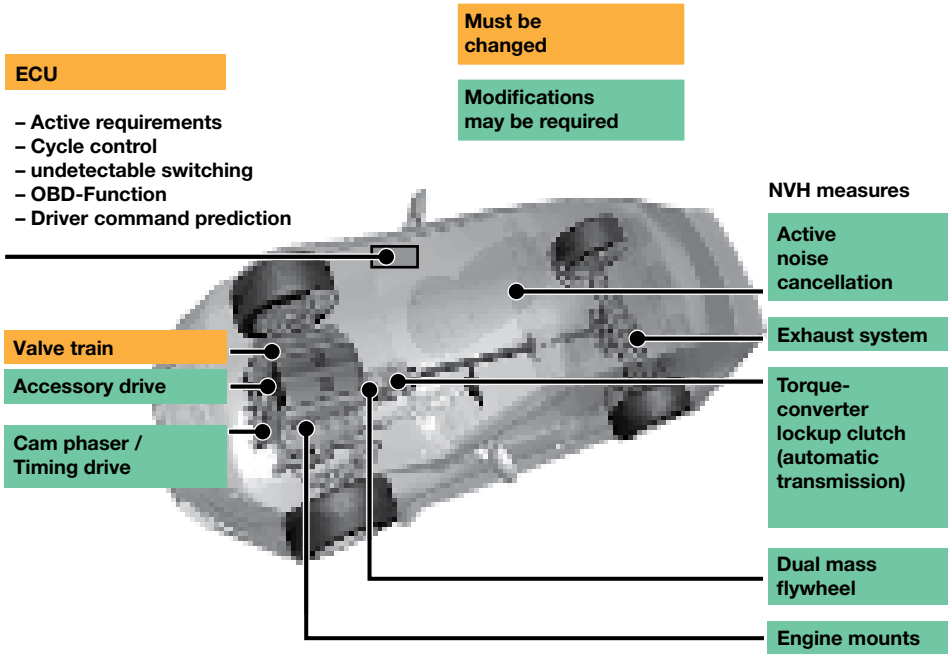 Must be
changed
ECU
Modifications
may be required
– Active requirements
– Cycle control
– undetectable switching
– OBD-Function
– Driver command prediction
NVH measures
Active
noise
cancellation
Exhaust system
Valve train
Accessory drive
Cam phaser /
Timing drive
Torque-
converter
lockup clutch
(automatic
transmission)
Dual mass
flywheel
Engine mounts